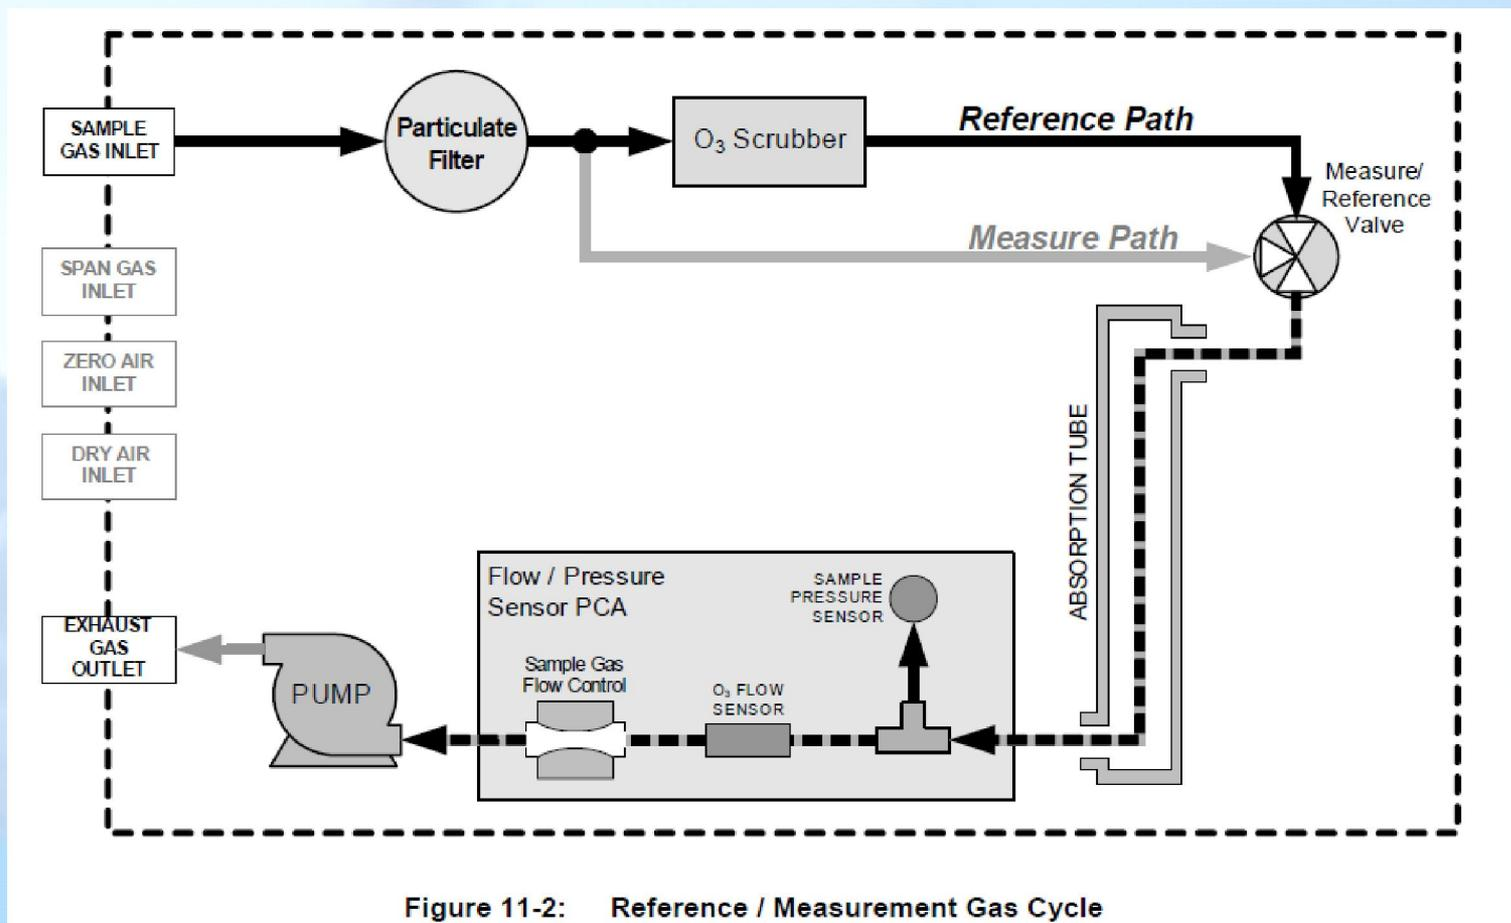 SAMPLE
GAS INLET
Particulate
Filter
O₃ Scrubber
Reference Path
Measure/
Reference
Valve
Measure Path
SPAN GAS
INLET
ZERO AIR
INLET
DRY AIR
INLET
ABSORPTION TUBE
Flow / Pressure
Sensor PCA
SAMPLE
PRESSURE
SENSOR
EXHAUST
GAS
OUTLET
PUMP
Sample Gas
Flow Control
O₃ FLOW
SENSOR
Figure 11-2: Reference / Measurement Gas Cycle